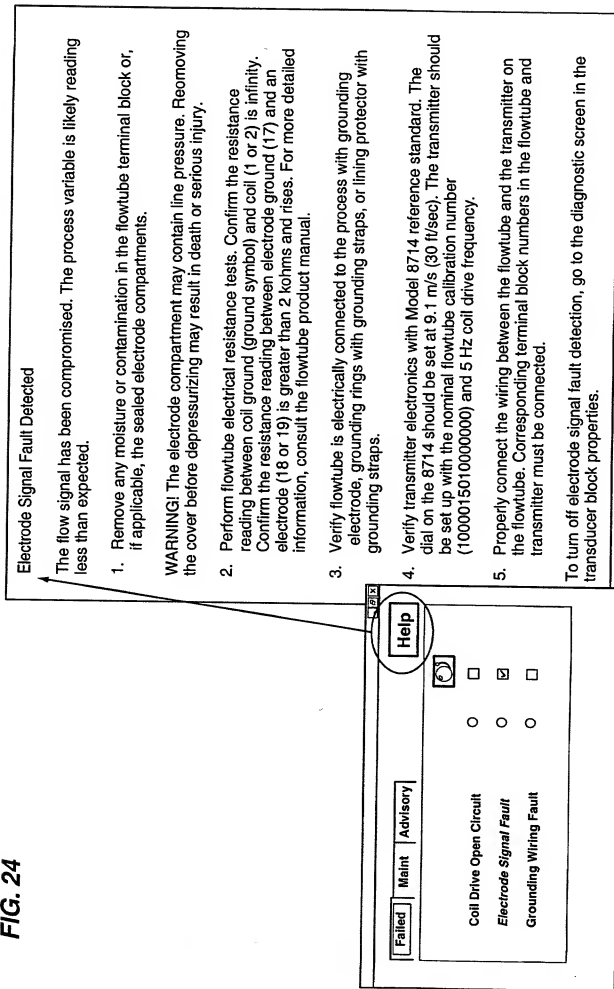 FIG. 24
Failed
Maint
Advisory
Help
Coil Drive Open Circuit
Electrode Signal Fault
Grounding Wiring Fault
Electrode Signal Fault Detected
The flow signal has been compromised. The process variable is likely reading
less than expected.
1. Remove any moisture or contamination in the flowtube terminal block or,
if applicable, the sealed electrode compartments.
WARNING! The electrode compartment may contain line pressure. Reomoving
the cover before depressurizing may result in death or serious injury.
2. Perform flowtube electrical resistance tests. Confirm the resistance
reading between coil ground (ground symbol) and coil (1 or 2) is infinity.
Confirm the resistance reading between electrode ground (17) and an
electrode (18 or 19) is greater than 2 kohms and rises. For more detailed
information, consult the flowtube product manual.
3. Verify flowtube is electrically connected to the process with grounding
electrode, grounding rings with grounding straps, or lining protector with
grounding straps.
4. Verify transmitter electronics with Model 8714 reference standard. The
dial on the 8714 should be set at 9.1 m/s (30 ft/sec). The transmitter should
be set up with the nominal flowtube calibration number
(1000015010000000) and 5 Hz coil drive frequency.
5. Properly connect the wiring between the flowtube and the transmitter on
the flowtube. Corresponding terminal block numbers in the flowtube and
transmitter must be connected.
To turn off electrode signal fault detection, go to the diagnostic screen in the
transducer block properties.